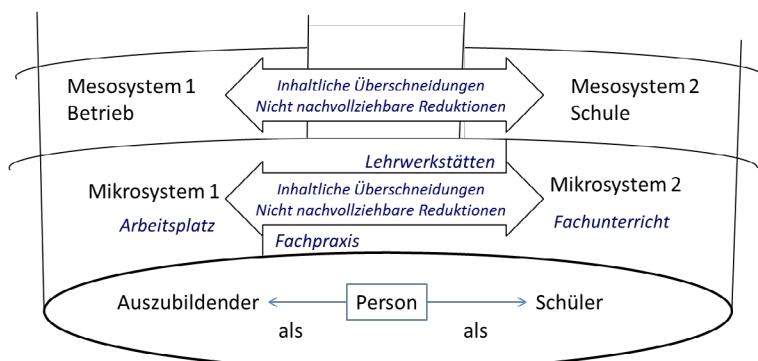 Mesosystem 1
Betrieb
Inhaltliche Überschneidungen
Nicht nachvollziehbare Reduktionen
Mesosystem 2
Schule
Lehrwerkstätten
Mikrosystem 1
Arbeitsplatz
Inhaltliche Überschneidungen
Nicht nachvollziehbare Reduktionen
Mikrosystem 2
Fachunterricht
Fachpraxis
Auszubildender
Person
Schüler
als
als